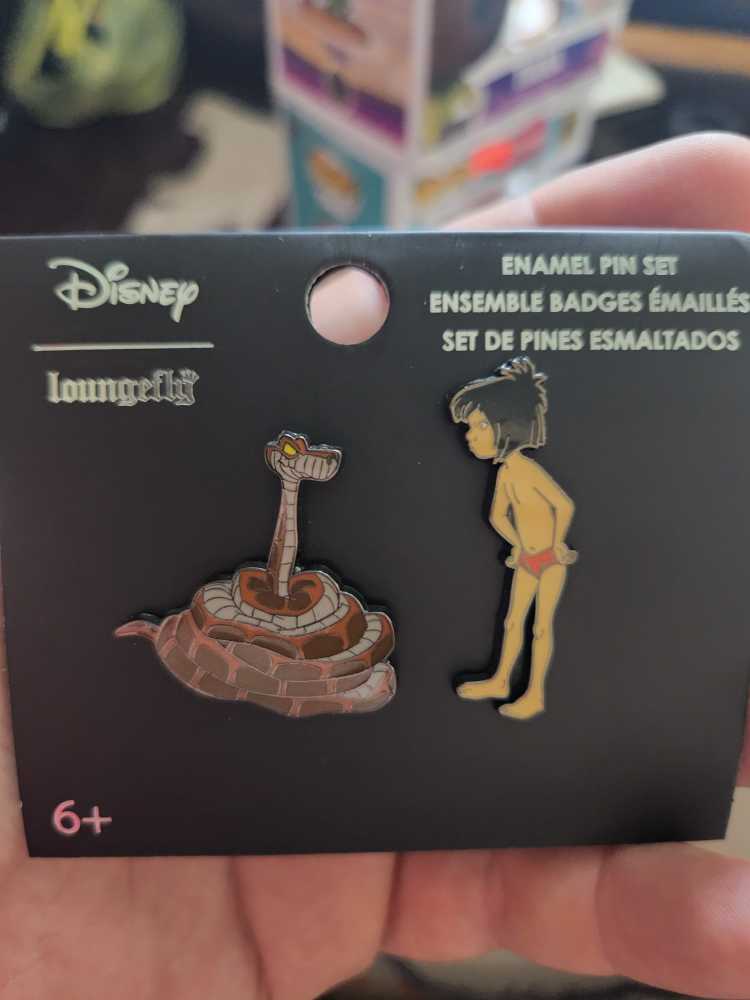 Disney
loungefly
ENAMEL PIN SET
ENSEMBLE BADGES ÉMAILLÉS
SET DE PINES ESMALTADOS
6+